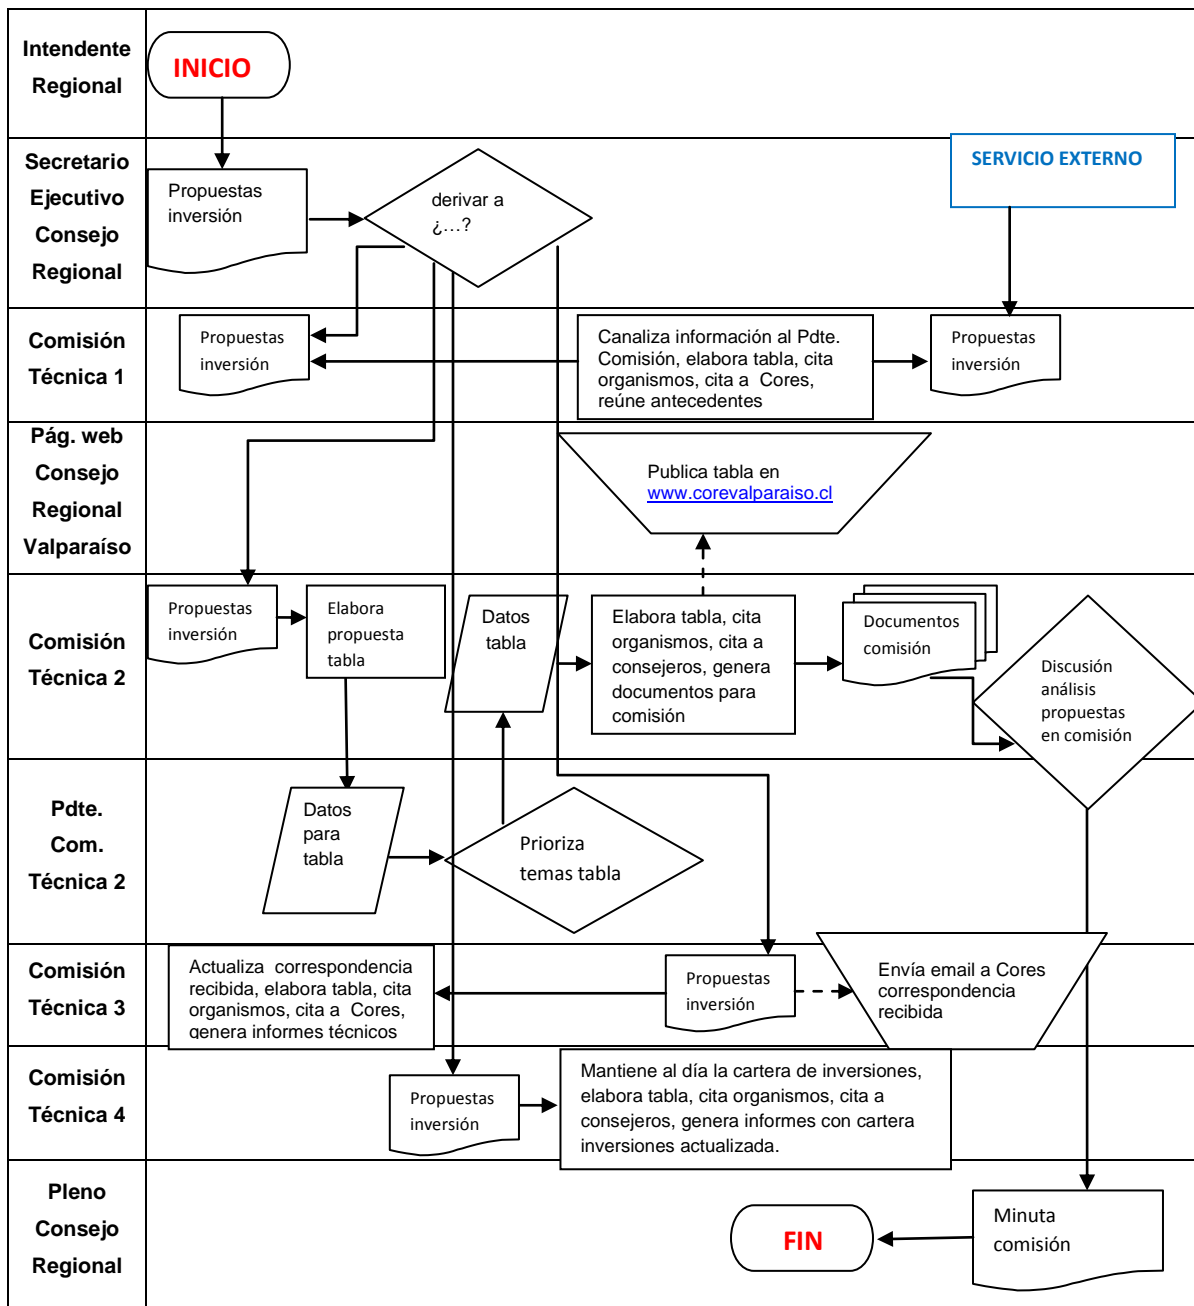 Intendente
Regional
INICIO
Secretario
Ejecutivo
Consejo
Regional
Propuestas
inversión
derivar a
¿…?
SERVICIO EXTERNO
Comisión
Técnica 1
Propuestas
inversión
Canaliza información al Pdte.
Comisión, elabora tabla, cita
organismos, cita a Cores,
reúne antecedentes
Propuestas
inversión
Pág. web
Consejo
Regional
Valparaíso
Publica tabla en
www.corevalparaiso.cl
Comisión
Técnica 2
Propuestas
inversión
Elabora
propuesta
tabla
Datos
tabla
Elabora tabla, cita
organismos, cita a
consejeros, genera
documentos para
comisión
Documentos
comisión
Discusión
análisis
propuestas
en comisión
Pdte.
Com.
Técnica 2
Datos
para
tabla
Prioriza
temas tabla
Comisión
Técnica 3
Actualiza correspondencia
recibida, elabora tabla, cita
organismos, cita a Cores,
genera informes técnicos
Propuestas
inversión
Envía email a Cores
correspondencia
recibida
Comisión
Técnica 4
Propuestas
inversión
Mantiene al día la cartera de inversiones,
elabora tabla, cita organismos, cita a
consejeros, genera informes con cartera
inversiones actualizada.
Pleno
Consejo
Regional
FIN
Minuta
comisión